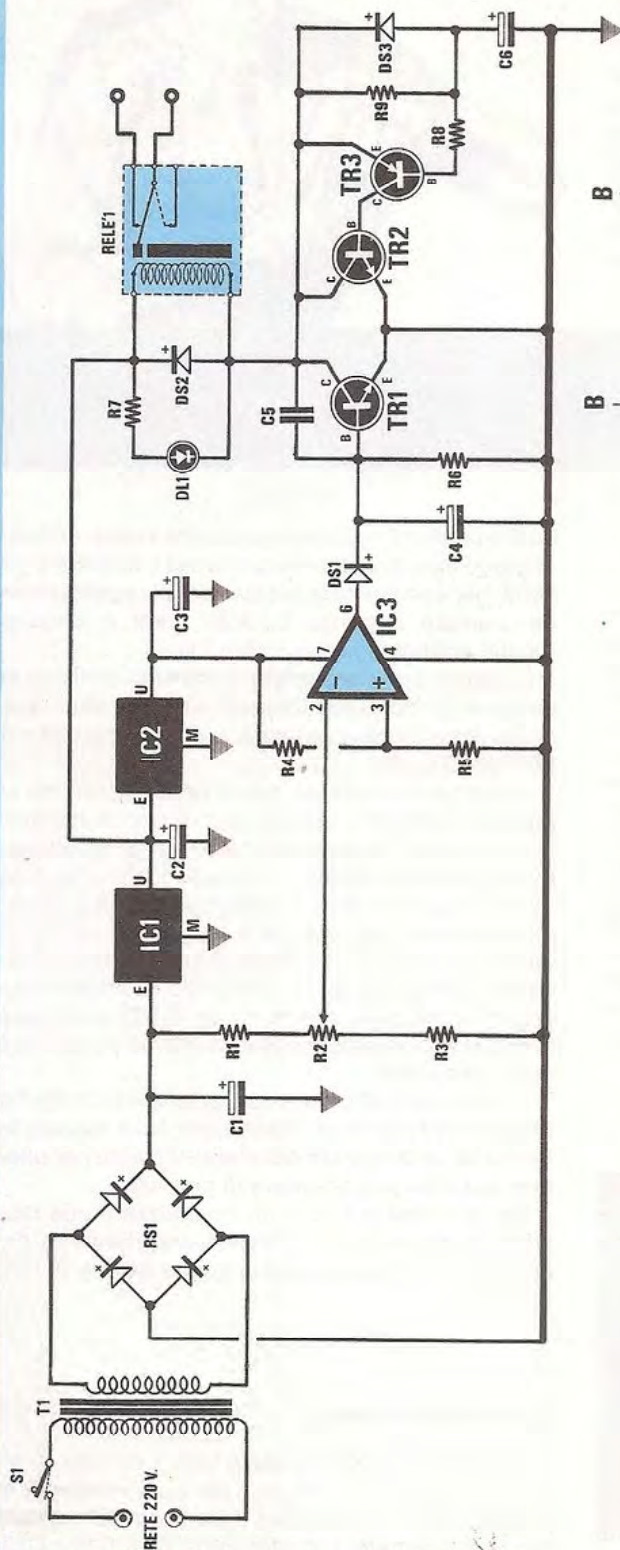 S1
T1
RETE 220 V.
RS1
C1
R1
R2
R3
E
IC1
U
M
C2
E
IC2
U
M
C3
R4
R5
2
3
7
4
6
−
+
IC3
DS1
C4
R6
C5
R7
DL1
DS2
RELE'1
B
C
E
TR1
C
B
E
TR2
C
B
E
TR3
R8
R9
DS3
C6
B
B